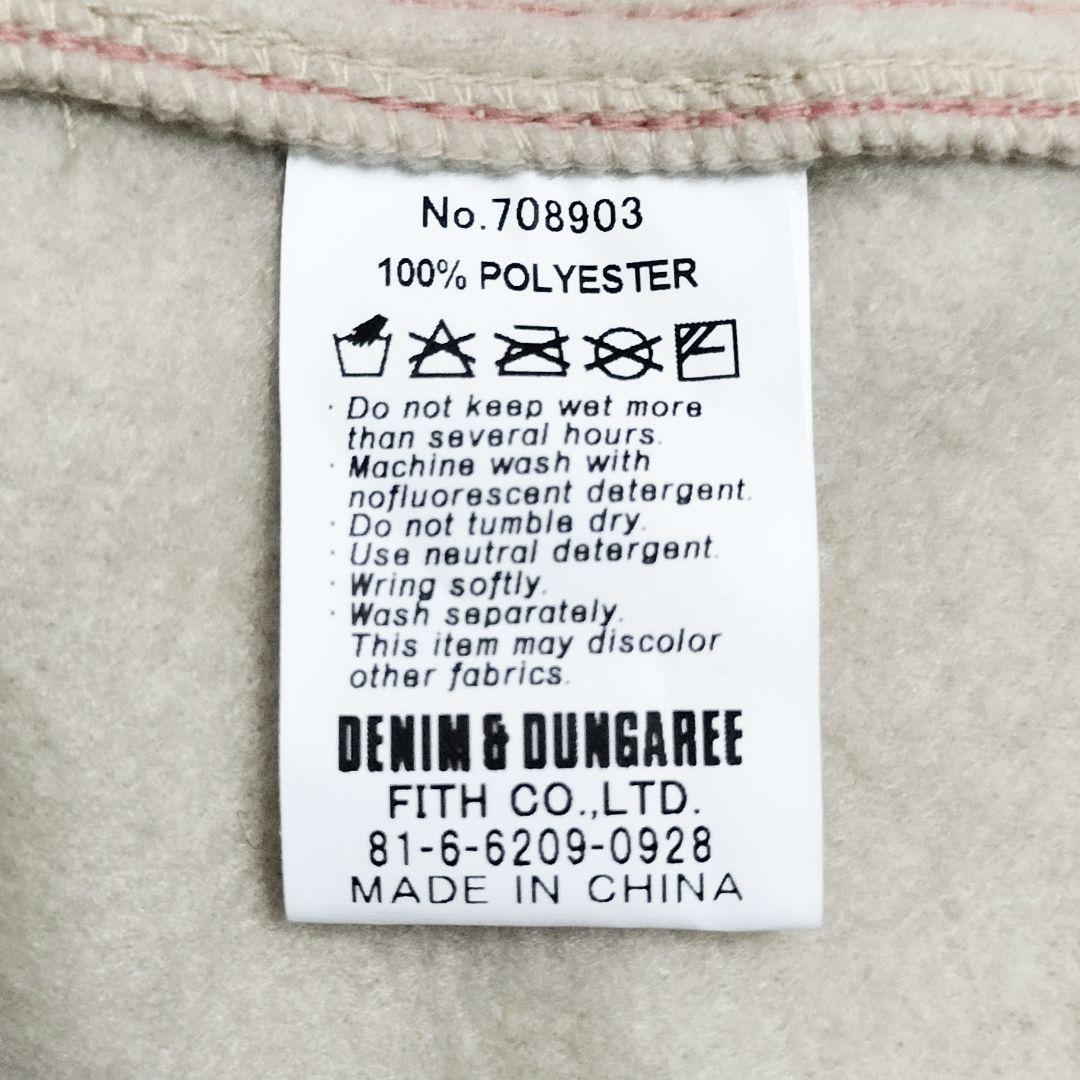 No.708903
100% POLYESTER
· Do not keep wet more
than several hours.
· Machine wash with
nofluorescent detergent.
· Do not tumble dry.
· Use neutral detergent.
· Wring softly.
· Wash separately.
This item may discolor
other fabrics.
DENIM & DUNGAREE
FITH CO.,LTD.
81-6-6209-0928
MADE IN CHINA